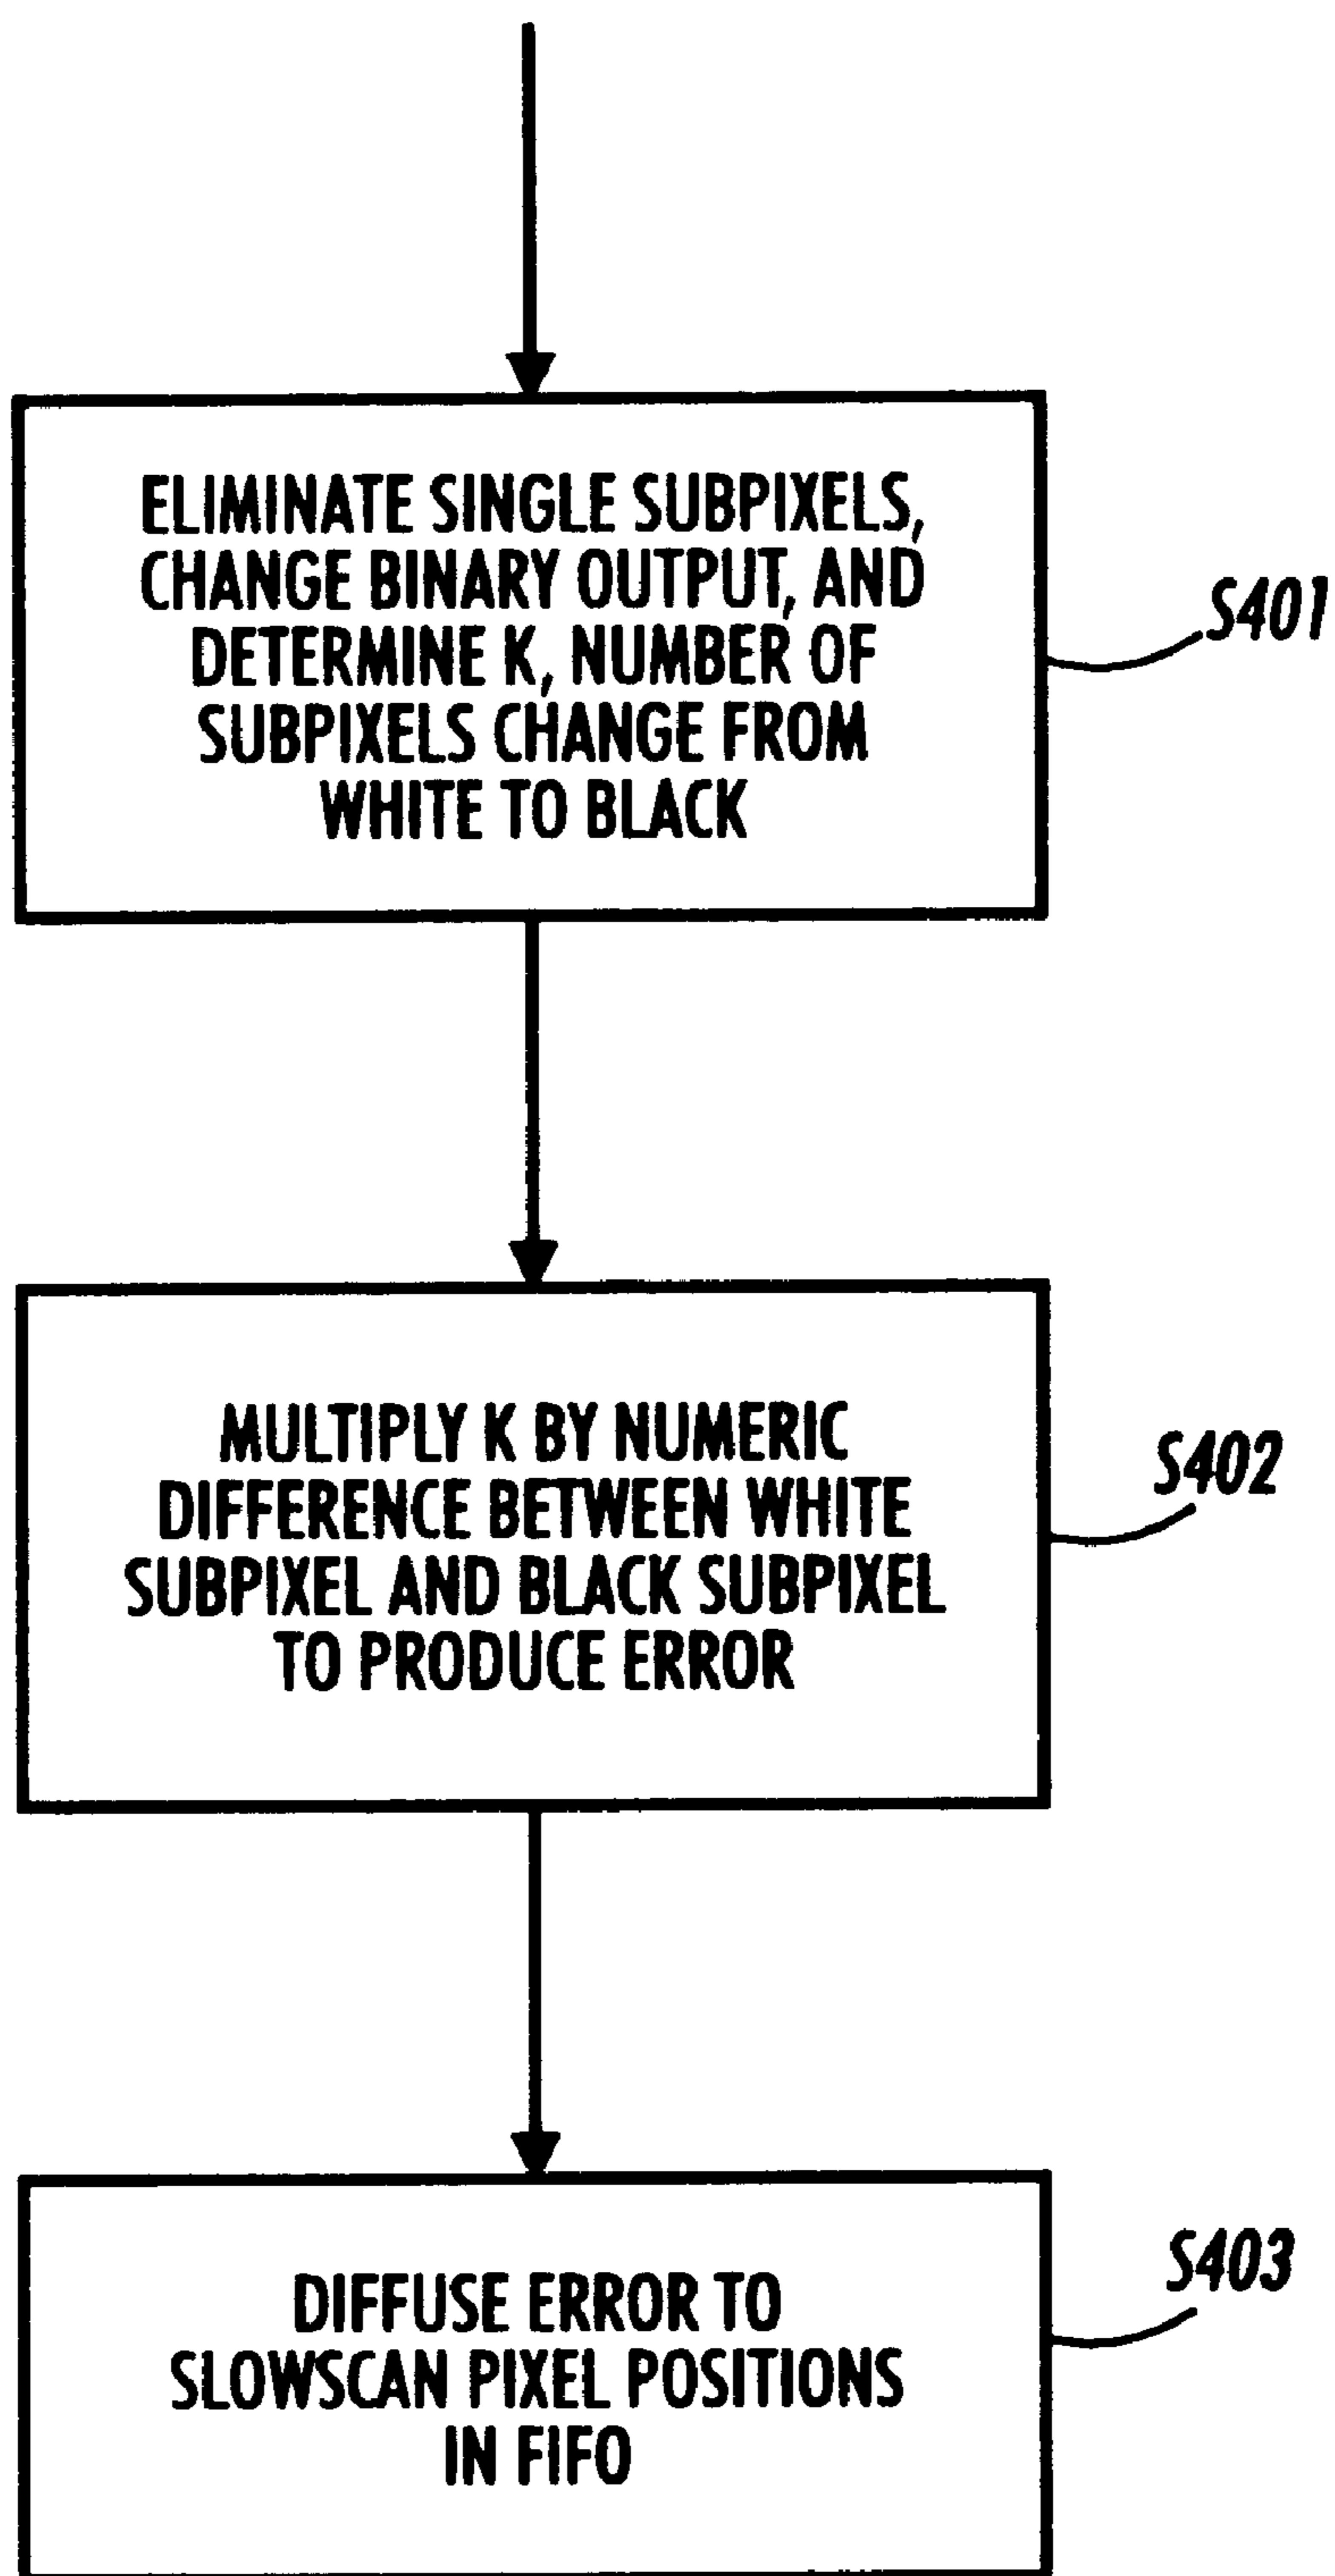 ELIMINATE SINGLE SUBPIXELS,
CHANGE BINARY OUTPUT, AND
DETERMINE K, NUMBER OF
SUBPIXELS CHANGE FROM
WHITE TO BLACK
S401
MULTIPLY K BY NUMERIC
DIFFERENCE BETWEEN WHITE
SUBPIXEL AND BLACK SUBPIXEL
TO PRODUCE ERROR
S402
DIFFUSE ERROR TO
SLOWSCAN PIXEL POSITIONS
IN FIFO
S403